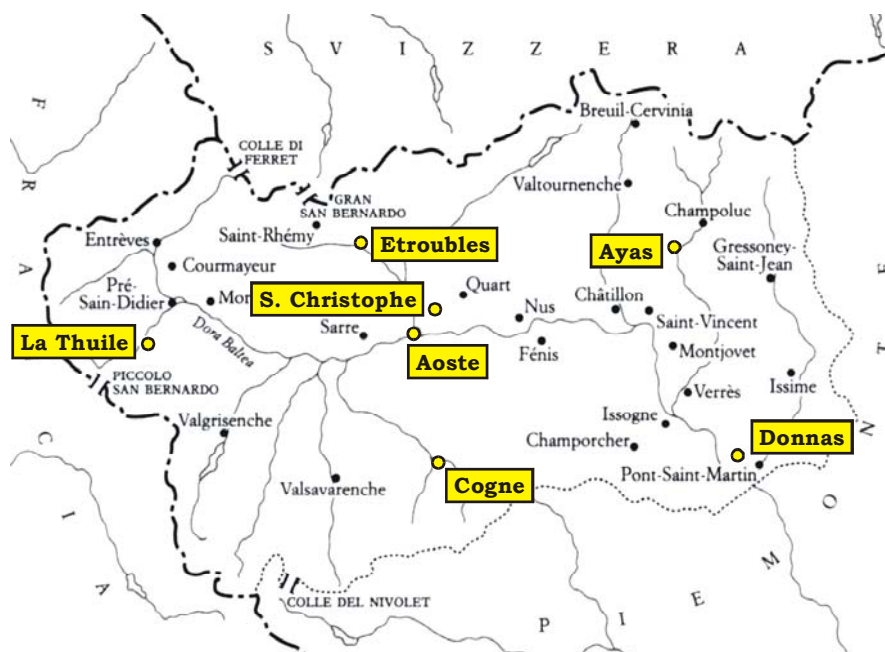 S V I Z Z E R A
Breuil-Cervinia
F
COLLE DI
FERRET
R
Valtournenche
GRAN
SAN BERNARDO
Champoluc
Saint-Rhémy
Entrèves
Etroubles
Ayas
Gressoney-
Saint-Jean
A
Courmayeur
Pré-
Sain-Didier
Mor
S. Christophe
Quart
Châtillon
Nus
Saint-Vincent
Dora Baltea
Sarre
La Thuile
Aoste
Fénis
Montjovet
PICCOLO
SAN BERNARDO
Verrès
Issime
Valgrisenche
Issogne
Champorcher
Donnas
C
Pont-Saint-Martin
Valsavarenche
Cogne
I
A
COLLE DEL NIVOLET
P I E M O N T E